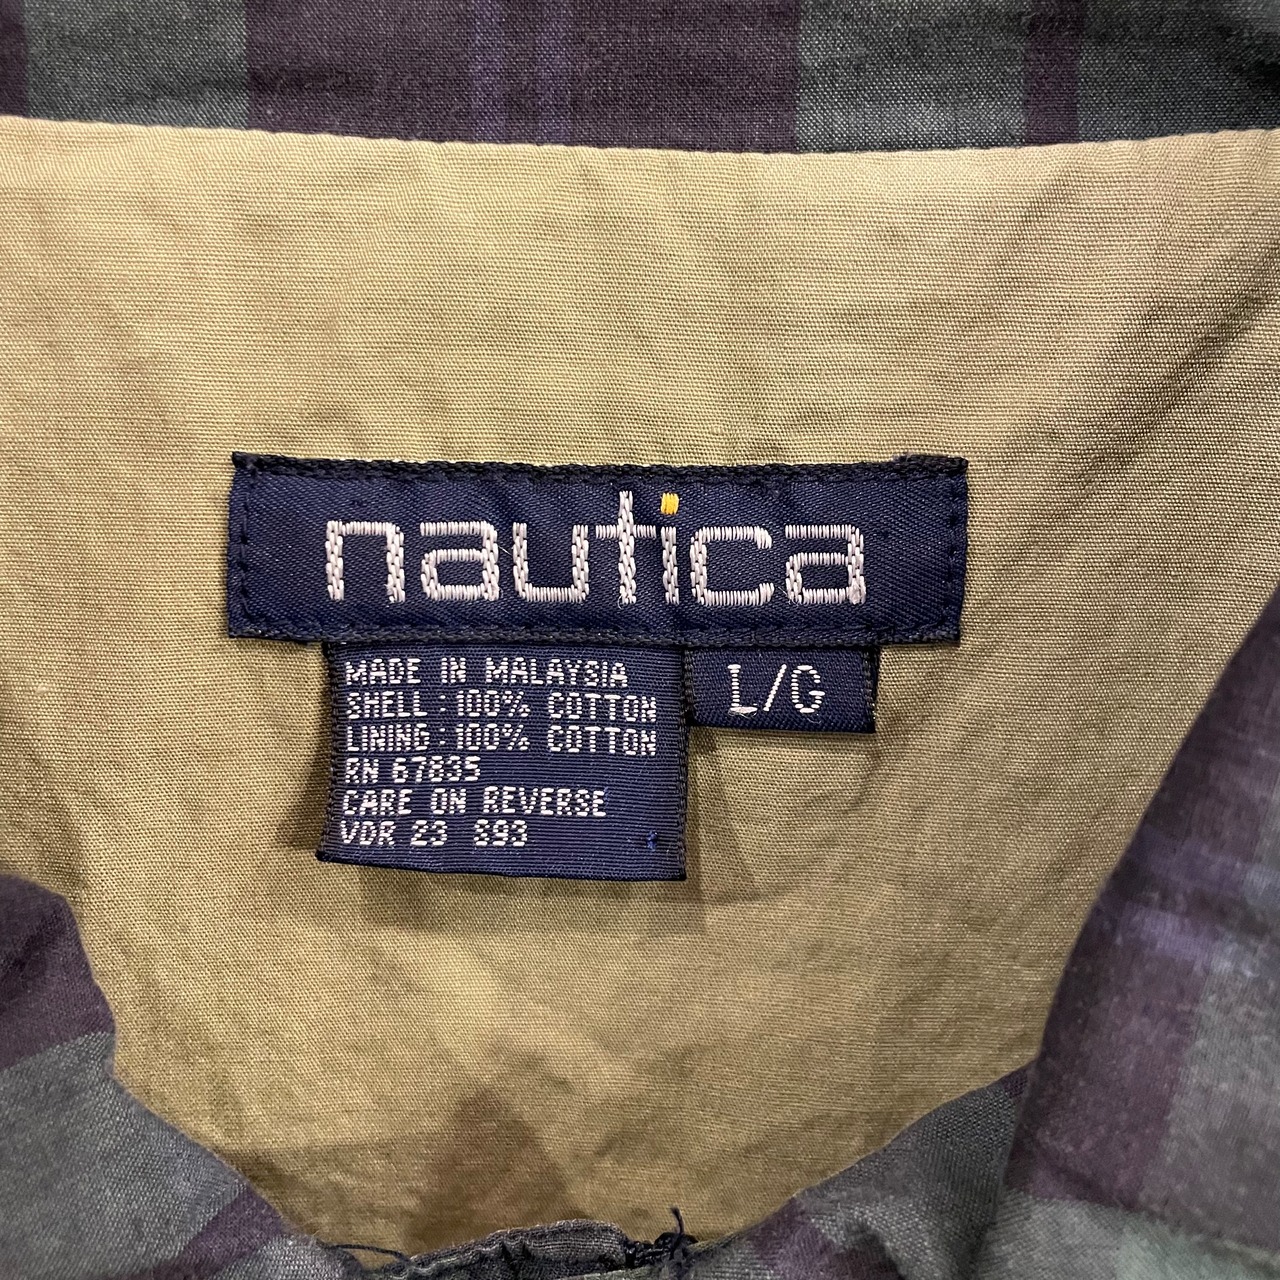 nautica
MADE IN MALAYSIA
SHELL : 100% COTTON
LINING : 100% COTTON
RN 67835
CARE ON REVERSE
VDR 23 S93
L/G